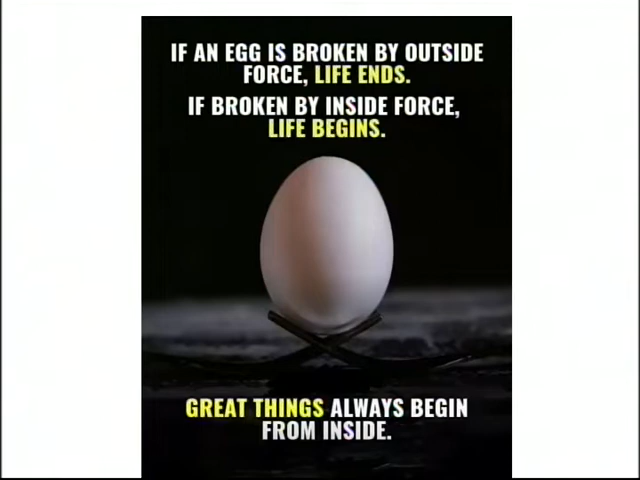 IF AN EGG IS BROKEN BY OUTSIDE
FORCE, LIFE ENDS.
IF BROKEN BY INSIDE FORCE,
LIFE BEGINS.
GREAT THINGS ALWAYS BEGIN
FROM INSIDE.